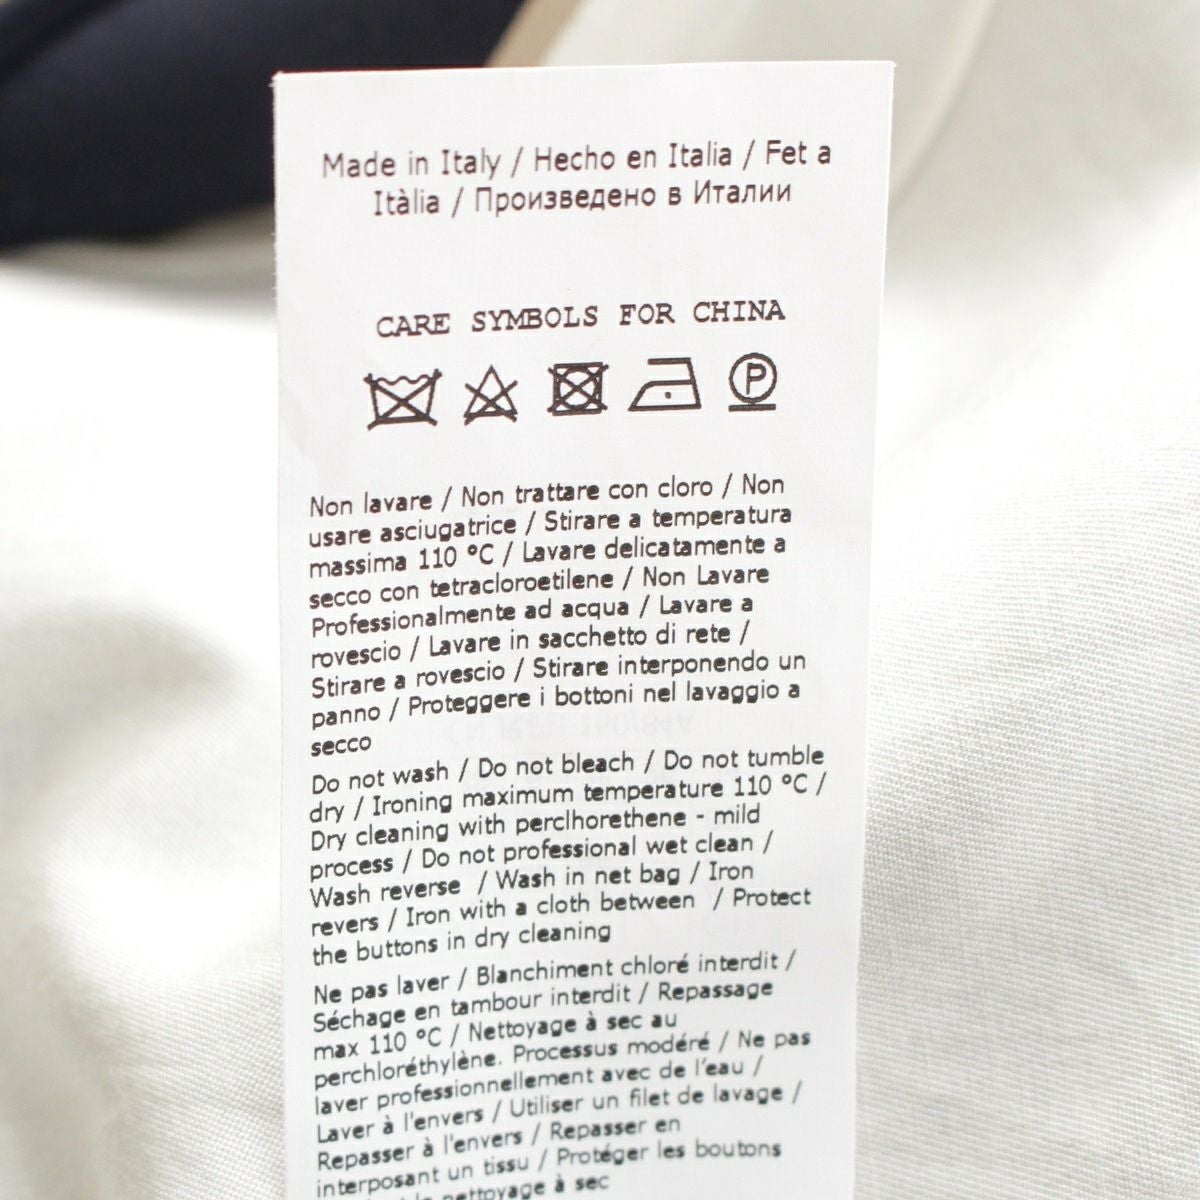 Made in Italy / Hecho en Italia / Fet a
Itàlia / Произведено в Италии
CARE SYMBOLS FOR CHINA
P
Non lavare / Non trattare con cloro / Non
usare asciugatrice / Stirare a temperatura
massima 110 °C / Lavare delicatamente a
secco con tetracloroetilene / Non Lavare
Professionalmente ad acqua / Lavare a
rovescio / Lavare in sacchetto di rete /
Stirare a rovescio / Stirare interponendo un
panno / Proteggere i bottoni nel lavaggio a
secco
Do not wash / Do not bleach / Do not tumble
dry / Ironing maximum temperature 110 °C /
Dry cleaning with perclhorethene - mild
process / Do not professional wet clean /
Wash reverse / Wash in net bag / Iron
revers / Iron with a cloth between / Protect
the buttons in dry cleaning
Ne pas laver / Blanchiment chloré interdit /
Séchage en tambour interdit / Repassage
max 110 °C / Nettoyage à sec au
perchloréthylène. Processus modéré / Ne pas
laver professionnellement avec de l'eau /
Laver à l'envers / Utiliser un filet de lavage /
Repasser à l'envers / Repasser en
interposant un tissu / Protéger les boutons
nettoyage à sec